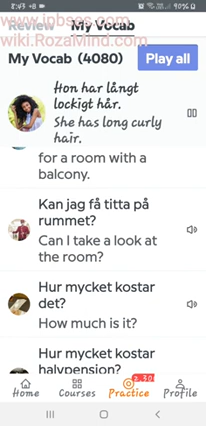 8:43
90%
www.ipbses.com
wiki.RozaMind.com
Review
My Vocab
My Vocab (4080)
Play all
Hon har långt
lockigt hår.
She has long curly
hair.
for a room with a
balcony.
Kan jag få titta på
rummet?
Can I take a look at
the room?
Hur mycket kostar
det?
How much is it?
Hur mycket kostar
halvpension?
2.30
Home
Courses
Practice
Profile